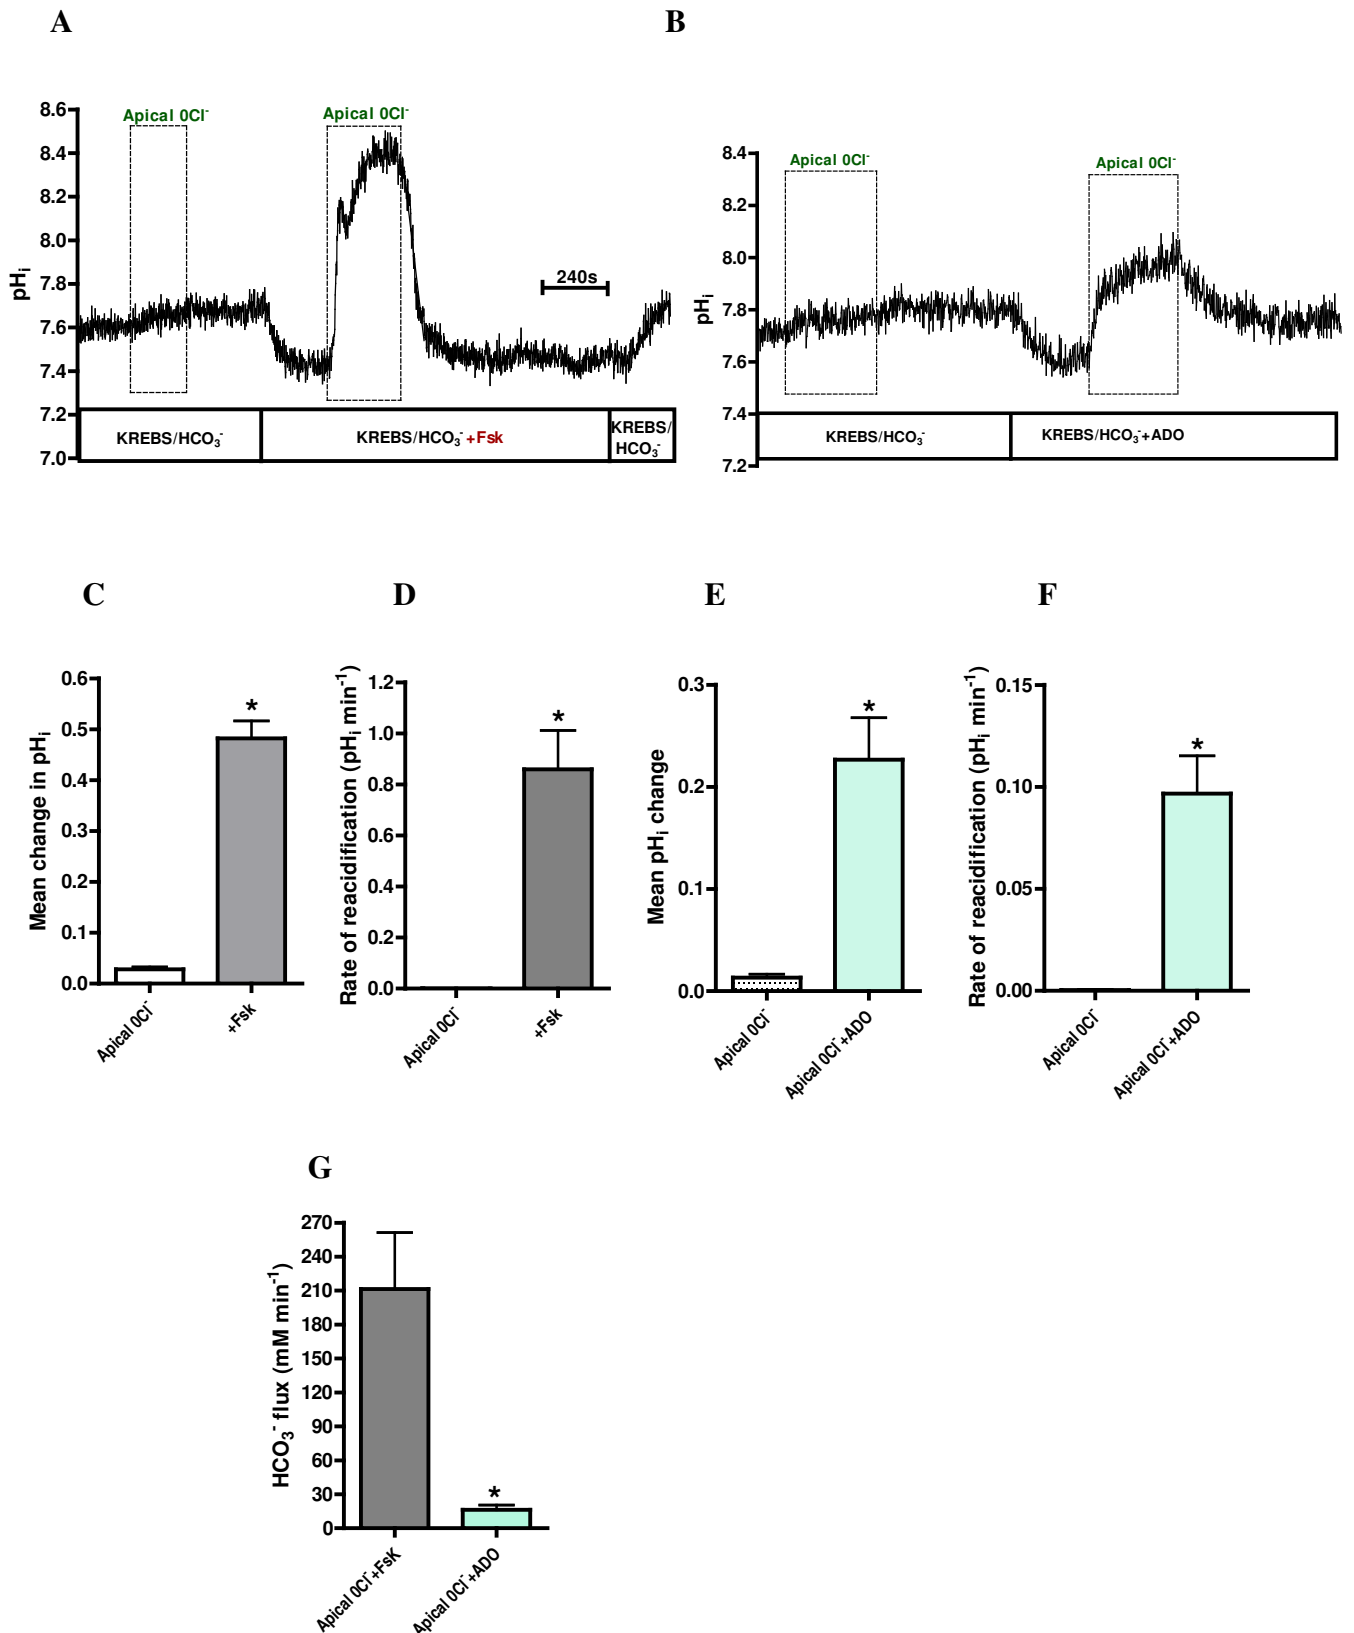 A
B
Apical 0Cl⁻
Apical 0Cl⁻
8.6
8.4
8.2
8.0
7.8
7.6
7.4
7.2
7.0
pHi
240s
KREBS/HCO₃⁻
KREBS/HCO₃⁻+Fsk
KREBS/
HCO₃⁻
Apical 0Cl⁻
Apical 0Cl⁻
8.4
8.2
8.0
7.8
7.6
7.4
7.2
pHi
KREBS/HCO₃⁻
KREBS/HCO₃⁻+ADO
C
D
E
F
0.6
0.5
0.4
0.3
0.2
0.1
0.0
Mean change in pHi
Apical 0Cl⁻
+Fsk
*
1.2
1.0
0.8
0.6
0.4
0.2
0.0
Rate of reacidification (pHi min⁻¹)
Apical 0Cl⁻
+Fsk
*
0.3
0.2
0.1
0.0
Mean pHi change
Apical 0Cl⁻
Apical 0Cl⁻+ADO
*
0.15
0.10
0.05
0.00
Rate of reacidification (pHi min⁻¹)
Apical 0Cl⁻
Apical 0Cl⁻+ADO
*
G
270
240
210
180
150
120
90
60
30
0
HCO₃⁻ flux (mM min⁻¹)
Apical 0Cl⁻+FsK
Apical 0Cl⁻+ADO
*